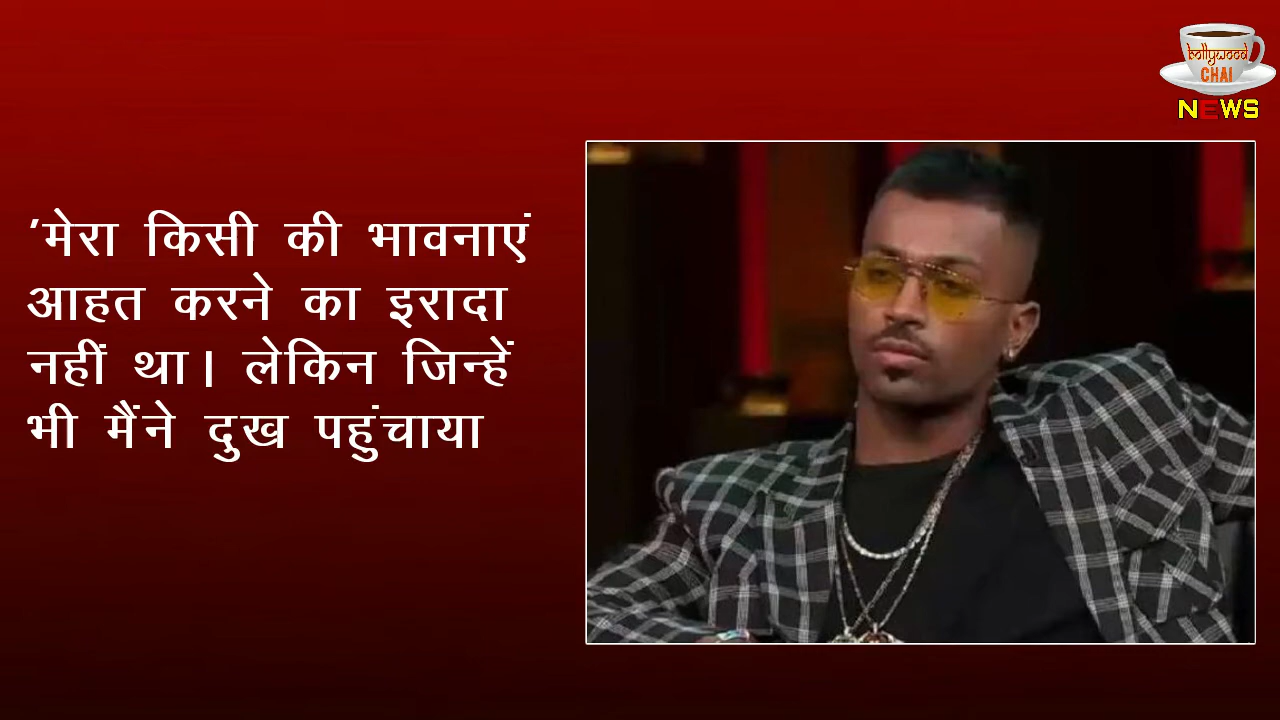 bollywood
CHAI
NEWS
'मेरा किसी की भावनाएं
आहत करने का इरादा
नहीं था। लेकिन जिन्हें
भी मैंने दुख पहुंचाया